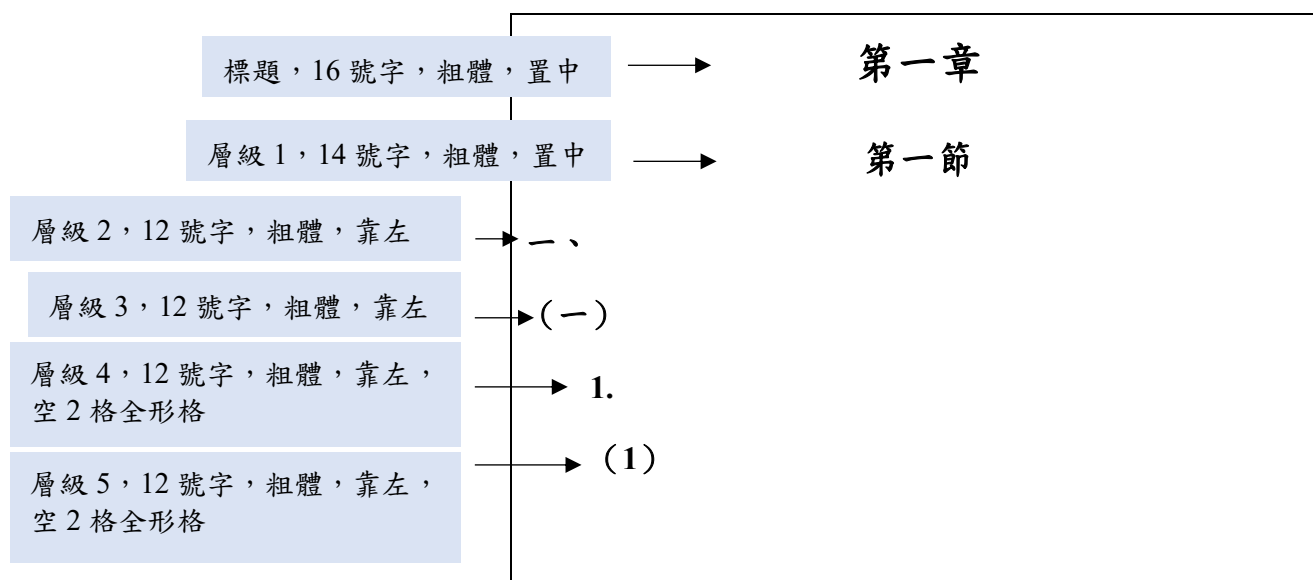 標題，16 號字，粗體，置中
第一章
層級 1，14 號字，粗體，置中
第一節
層級 2，12 號字，粗體，靠左
一、
層級 3，12 號字，粗體，靠左
（一）
層級 4，12 號字，粗體，靠左，
空 2 格全形格
1.
層級 5，12 號字，粗體，靠左，
空 2 格全形格
（1）